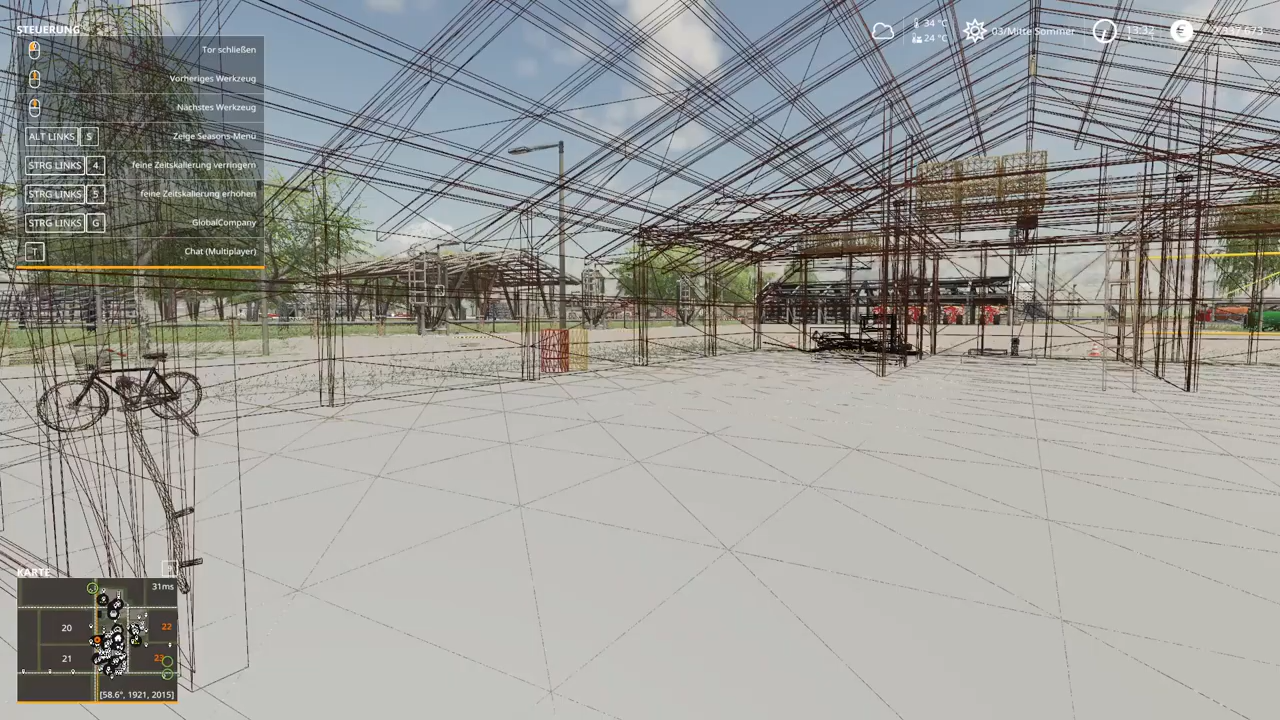 STEUERUNG
Tor schließen
Vorheriges Werkzeug
Nächstes Werkzeug
ALT LINKS S Zeige Seasons-Menü
STRG LINKS 4 feine Zeitskalierung verringern
STRG LINKS 5 feine Zeitskalierung erhöhen
STRG LINKS G GlobalCompany
Chat (Multiplayer)
34 °C
24 °C
03/Mitte Sommer
13:32
KARTE
31ms
20
22
21
23
[58.6°, 1921, 2015]